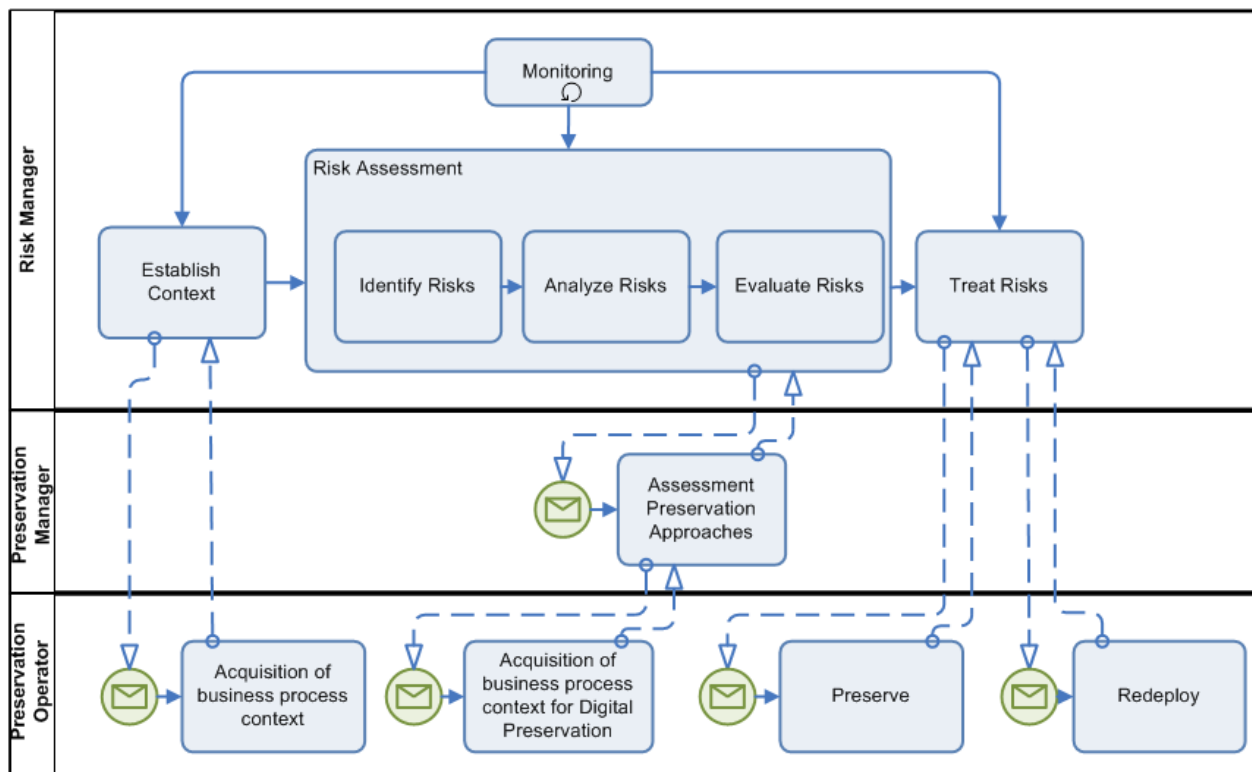 Risk Manager
Monitoring
Risk Assessment
Establish
Context
Identify Risks
Analyze Risks
Evaluate Risks
Treat Risks
Preservation
Manager
Assessment
Preservation
Approaches
Preservation
Operator
Acquisition of
business process
context
Acquisition of
business process
context for Digital
Preservation
Preserve
Redeploy